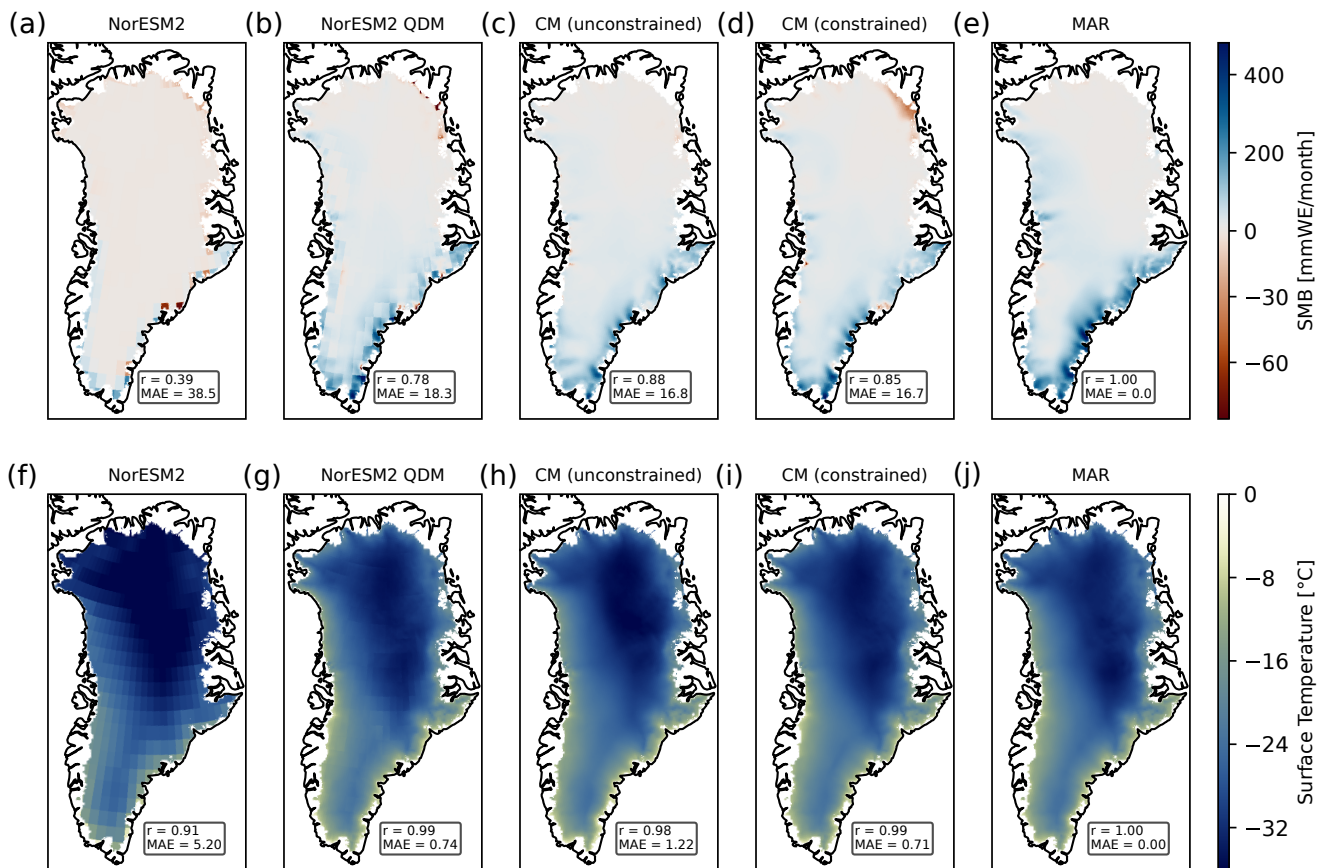 (a) NorESM2
(b) NorESM2 QDM
(c) CM (unconstrained)
(d) CM (constrained)
(e) MAR
r = 0.39
MAE = 38.5
r = 0.78
MAE = 18.3
r = 0.88
MAE = 16.8
r = 0.85
MAE = 16.7
r = 1.00
MAE = 0.0
400
200
0
−30
−60
SMB [mmWE/month]
(f) NorESM2
(g) NorESM2 QDM
(h) CM (unconstrained)
(i) CM (constrained)
(j) MAR
r = 0.91
MAE = 5.20
r = 0.99
MAE = 0.74
r = 0.98
MAE = 1.22
r = 0.99
MAE = 0.71
r = 1.00
MAE = 0.00
0
−8
−16
−24
−32
Surface Temperature [°C]